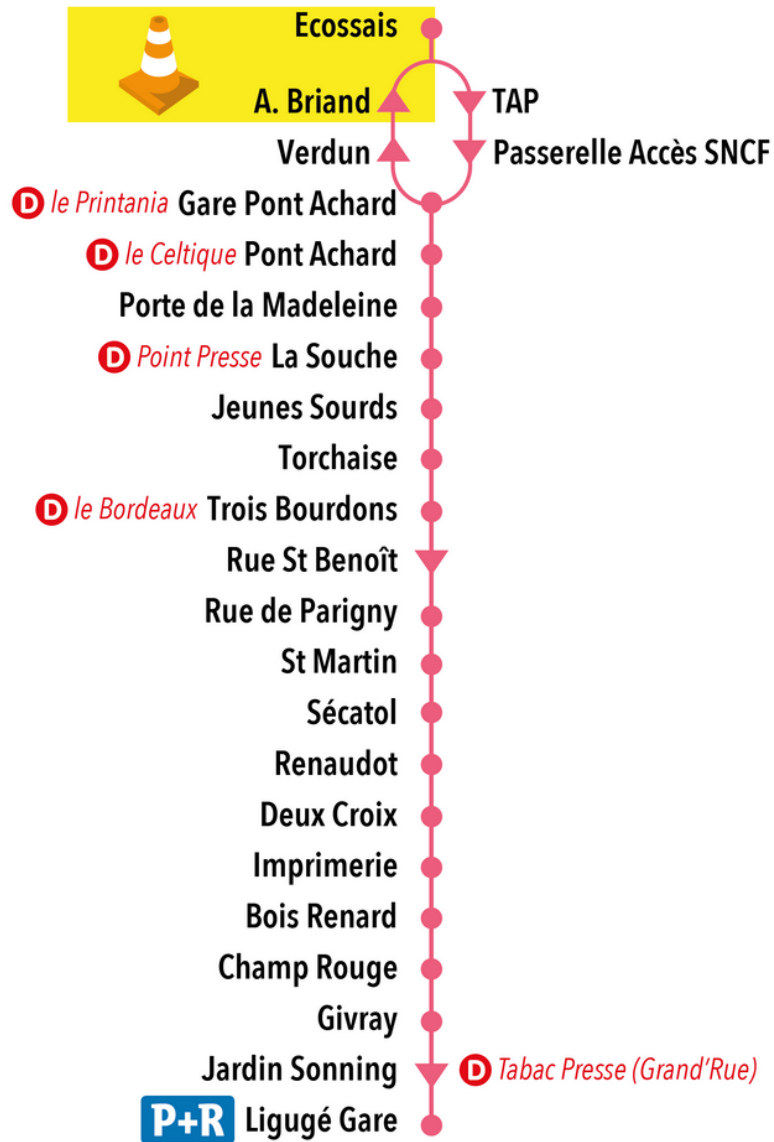 Ecossais
A. Briand TAP
Verdun Passerelle Accès SNCF
D le Printania Gare Pont Achard
D le Celtique Pont Achard
Porte de la Madeleine
D Point Presse La Souche
Jeunes Sourds
Torchaise
D le Bordeaux Trois Bourdons
Rue St Benoît
Rue de Parigny
St Martin
Sécatol
Renaudot
Deux Croix
Imprimerie
Bois Renard
Champ Rouge
Givray
Jardin Sonning D Tabac Presse (Grand'Rue)
P+R Ligugé Gare